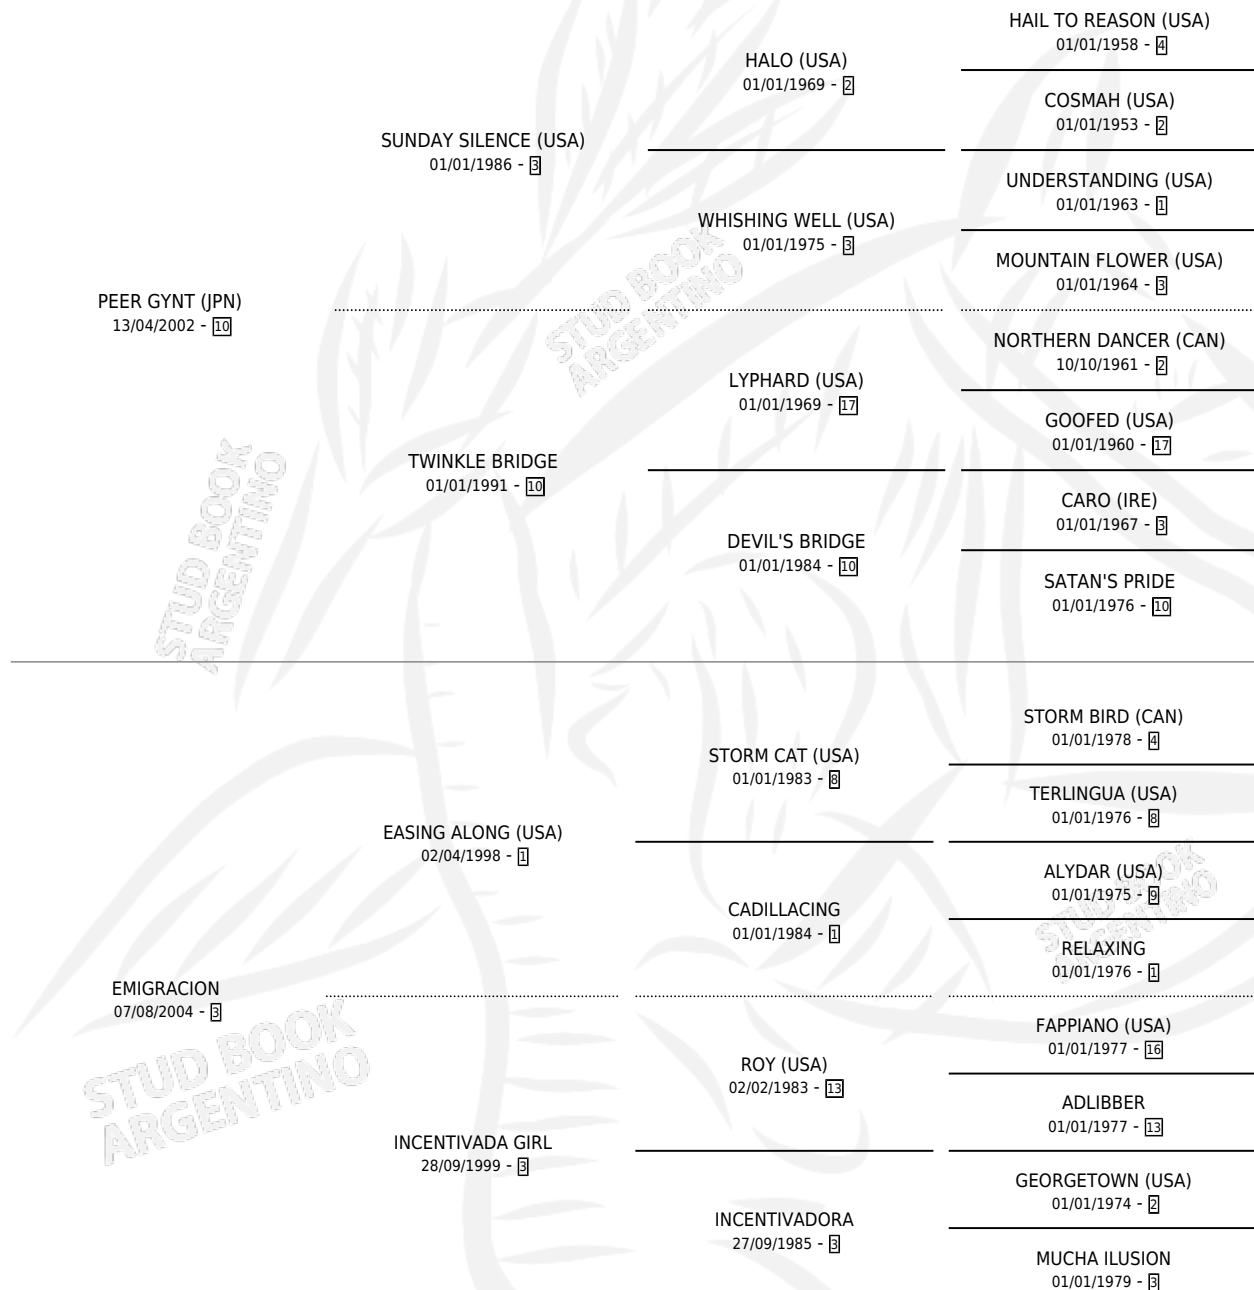 HAIL TO REASON (USA)
01/01/1958 - 4
HALO (USA)
01/01/1969 - 2
COSMAH (USA)
01/01/1953 - 2
SUNDAY SILENCE (USA)
01/01/1986 - 3
UNDERSTANDING (USA)
01/01/1963 - 1
WHISHING WELL (USA)
01/01/1975 - 3
MOUNTAIN FLOWER (USA)
01/01/1964 - 3
PEER GYNT (JPN)
13/04/2002 - 10
STUD BOOK
ARGENTINO
NORTHERN DANCER (CAN)
10/10/1961 - 2
LYPHARD (USA)
01/01/1969 - 17
GOOFED (USA)
01/01/1960 - 17
TWINKLE BRIDGE
01/01/1991 - 10
CARO (IRE)
01/01/1967 - 3
DEVIL'S BRIDGE
01/01/1984 - 10
SATAN'S PRIDE
01/01/1976 - 10
STUD BOOK
ARGENTINO
STORM BIRD (CAN)
01/01/1978 - 4
STORM CAT (USA)
01/01/1983 - 8
TERLINGUA (USA)
01/01/1976 - 8
EASING ALONG (USA)
02/04/1998 - 1
ALYDAR (USA)
01/01/1975 - 9
CADILLACING
01/01/1984 - 1
STUD BOOK
ARGENTINO
RELAXING
01/01/1976 - 1
EMIGRACION
07/08/2004 - 3
STUD BOOK
ARGENTINO
FAPPIANO (USA)
01/01/1977 - 16
ROY (USA)
02/02/1983 - 13
ADLIBBER
01/01/1977 - 13
INCENTIVADA GIRL
28/09/1999 - 3
GEORGETOWN (USA)
01/01/1974 - 2
INCENTIVADORA
27/09/1985 - 3
MUCHA ILUSION
01/01/1979 - 3